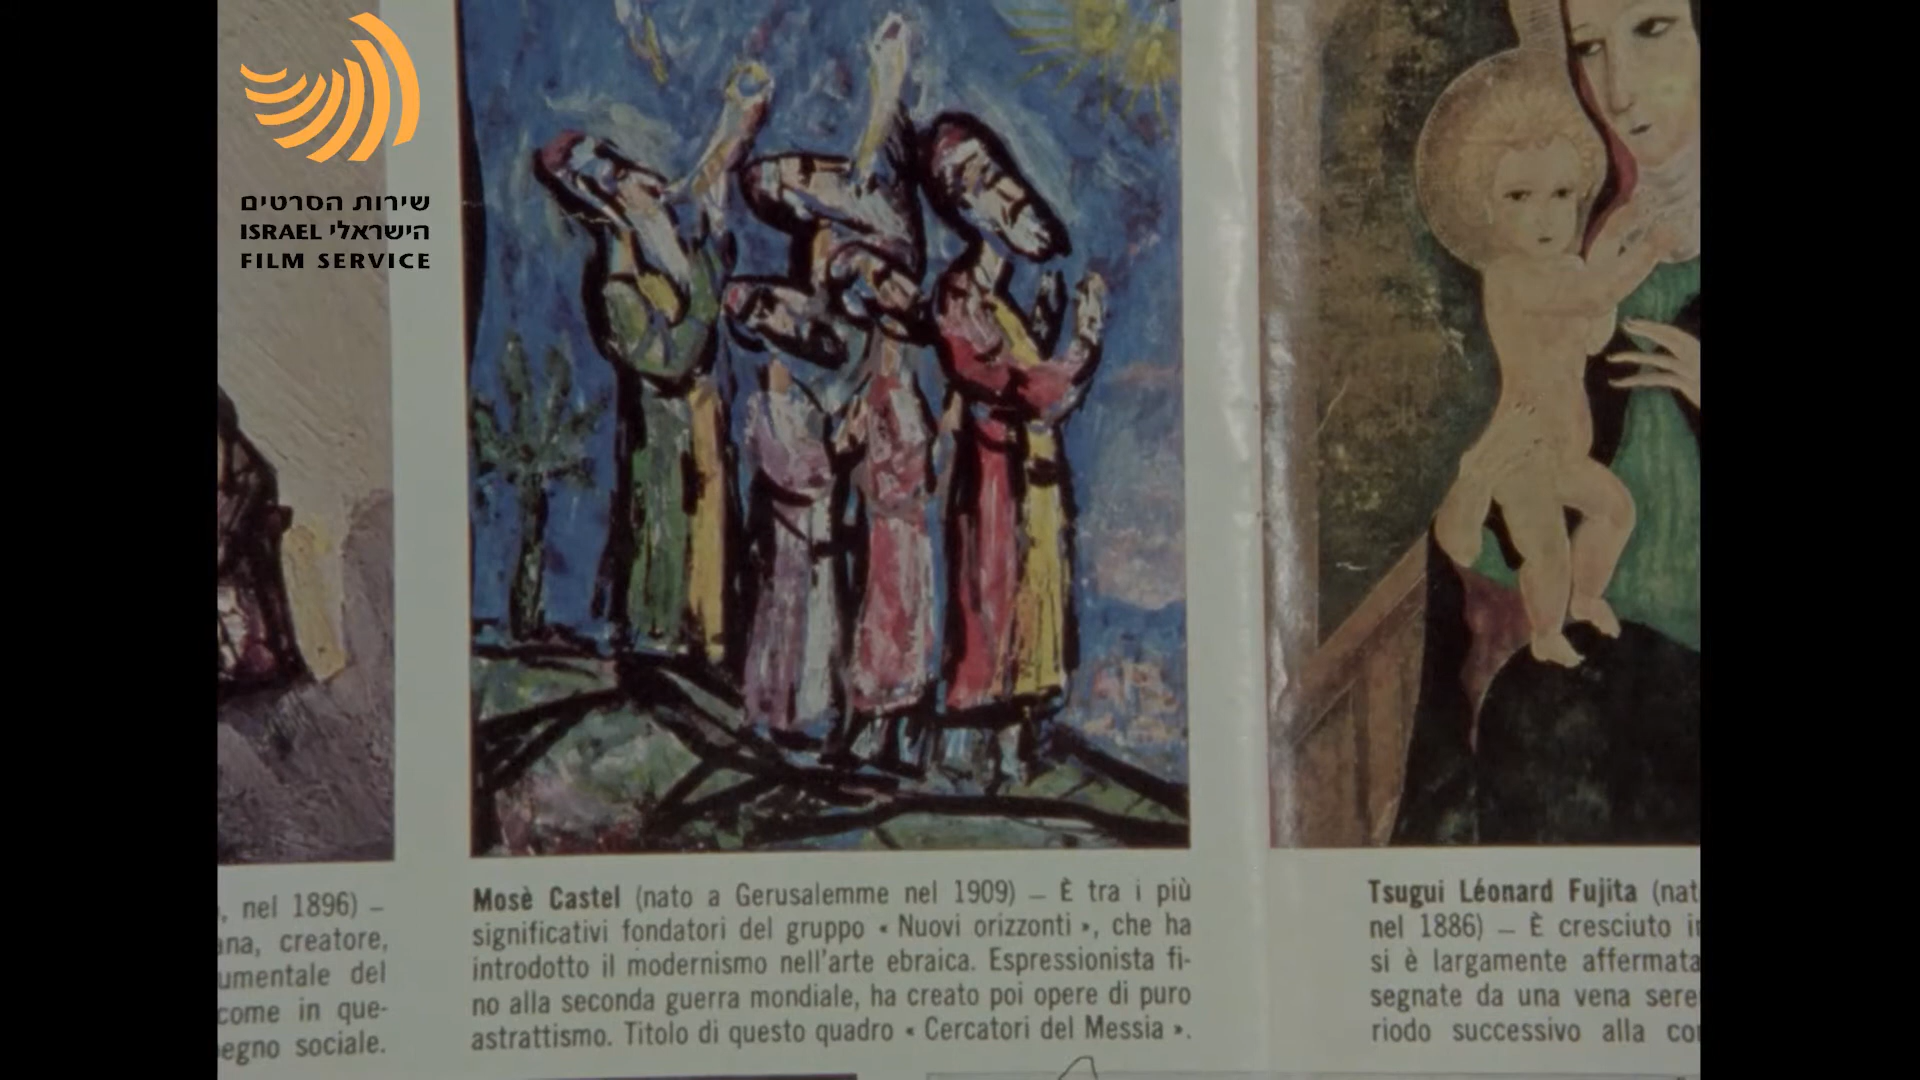 שירות הסרטים
ISRAEL הישראלי
FILM SERVICE
, nel 1896) –
ana, creatore,
umentale del
come in que-
egno sociale.
Mosè Castel (nato a Gerusalemme nel 1909) – È tra i più
significativi fondatori del gruppo « Nuovi orizzonti », che ha
introdotto il modernismo nell'arte ebraica. Espressionista fi-
no alla seconda guerra mondiale, ha creato poi opere di puro
astrattismo. Titolo di questo quadro « Cercatori del Messia ».
Tsugui Léonard Fujita (nat
nel 1886) – È cresciuto i
si è largamente affermata
segnate da una vena sere
riodo successivo alla co